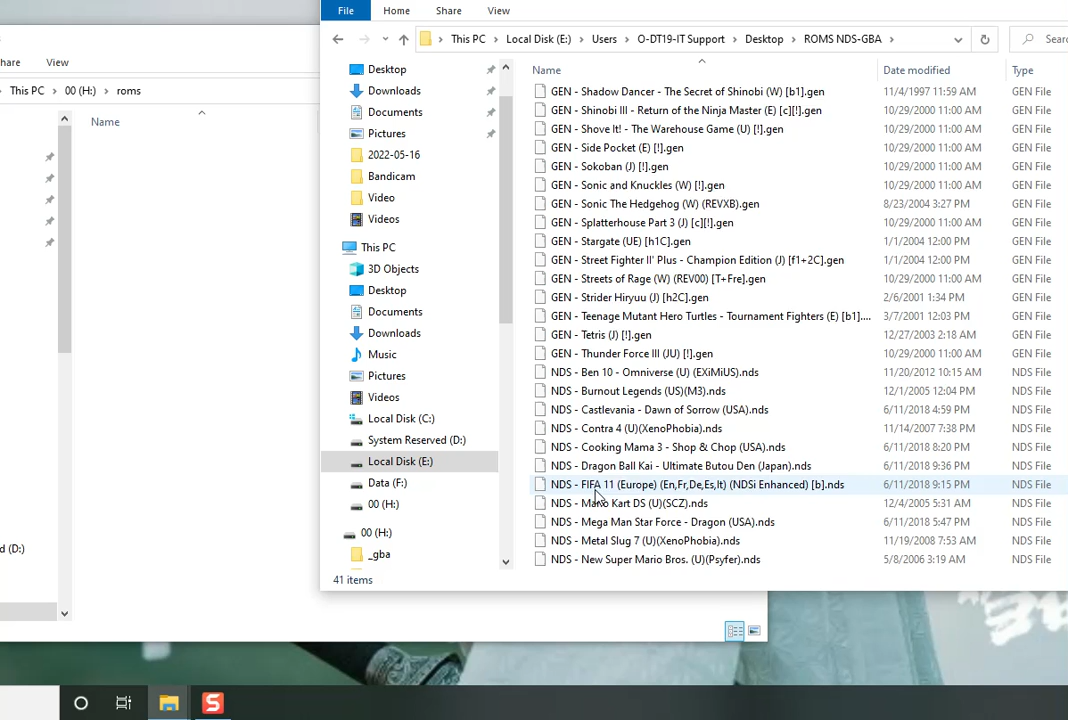 File Home Share View
This PC Local Disk (E:) Users O-DT19-IT Support Desktop ROMS NDS-GBA
hare View
This PC 00 (H:) roms
Name
d (D:)
Desktop
Downloads
Documents
Pictures
2022-05-16
Bandicam
Video
Videos
This PC
3D Objects
Desktop
Documents
Downloads
Music
Pictures
Videos
Local Disk (C:)
System Reserved (D:)
Local Disk (E:)
Data (F:)
00 (H:)
00 (H:)
_gba
Name Date modified Type
GEN - Shadow Dancer - The Secret of Shinobi (W) [b1].gen 11/4/1997 11:59 AM GEN File
GEN - Shinobi III - Return of the Ninja Master (E) [c][!].gen 10/29/2000 11:00 AM GEN File
GEN - Shove It! - The Warehouse Game (U) [!].gen 10/29/2000 11:00 AM GEN File
GEN - Side Pocket (E) [!].gen 10/29/2000 11:00 AM GEN File
GEN - Sokoban (J) [!].gen 10/29/2000 11:00 AM GEN File
GEN - Sonic and Knuckles (W) [!].gen 10/29/2000 11:00 AM GEN File
GEN - Sonic The Hedgehog (W) (REVXB).gen 8/23/2004 3:27 PM GEN File
GEN - Splatterhouse Part 3 (J) [c][!].gen 10/29/2000 11:00 AM GEN File
GEN - Stargate (UE) [h1C].gen 1/1/2004 12:00 PM GEN File
GEN - Street Fighter II' Plus - Champion Edition (J) [f1+2C].gen 1/1/2004 12:00 PM GEN File
GEN - Streets of Rage (W) (REV00) [T+Fre].gen 10/29/2000 11:00 AM GEN File
GEN - Strider Hiryuu (J) [h2C].gen 2/6/2001 1:34 PM GEN File
GEN - Teenage Mutant Hero Turtles - Tournament Fighters (E) [b1].... 3/7/2001 12:03 PM GEN File
GEN - Tetris (J) [!].gen 12/27/2003 2:18 AM GEN File
GEN - Thunder Force III (JU) [!].gen 10/29/2000 11:00 AM GEN File
NDS - Ben 10 - Omniverse (U) (EXiMiUS).nds 11/20/2012 10:15 AM NDS File
NDS - Burnout Legends (US)(M3).nds 12/1/2005 12:04 PM NDS File
NDS - Castlevania - Dawn of Sorrow (USA).nds 6/11/2018 4:59 PM NDS File
NDS - Contra 4 (U)(XenoPhobia).nds 11/14/2007 7:38 PM NDS File
NDS - Cooking Mama 3 - Shop & Chop (USA).nds 6/11/2018 8:20 PM NDS File
NDS - Dragon Ball Kai - Ultimate Butou Den (Japan).nds 6/11/2018 9:36 PM NDS File
NDS - FIFA 11 (Europe) (En,Fr,De,Es,It) (NDSi Enhanced) [b].nds 6/11/2018 9:15 PM NDS File
NDS - Mario Kart DS (U)(SCZ).nds 12/4/2005 5:31 AM NDS File
NDS - Mega Man Star Force - Dragon (USA).nds 6/11/2018 5:47 PM NDS File
NDS - Metal Slug 7 (U)(XenoPhobia).nds 11/19/2008 7:53 AM NDS File
NDS - New Super Mario Bros. (U)(Psyfer).nds 5/8/2006 3:19 AM NDS File
41 items
Sear
S